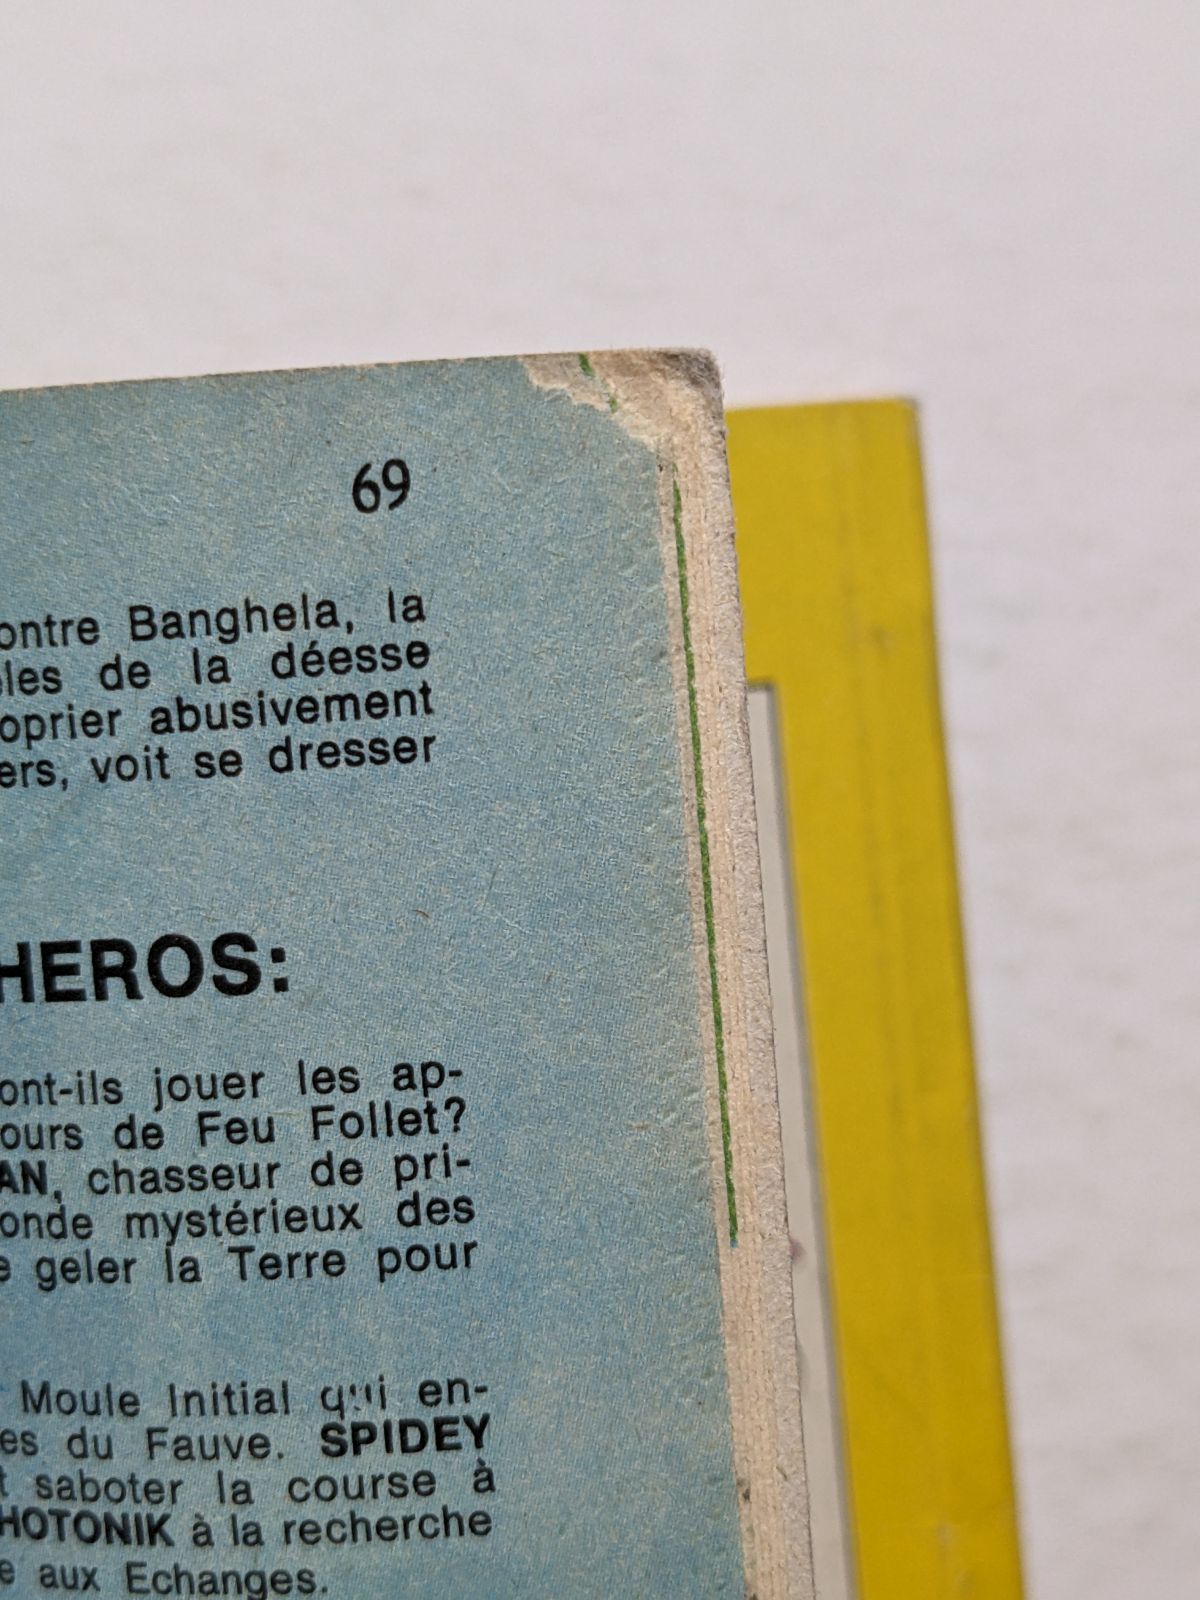 69
ontre Banghela, la
les de la déesse
oprier abusivement
ers, voit se dresser
HEROS:
ont-ils jouer les ap-
ours de Feu Follet?
AN, chasseur de pri-
onde mystérieux des
e geler la Terre pour
Moule Initial qui en-
es du Fauve. SPIDEY
t saboter la course à
HOTONIK à la recherche
e aux Echanges.